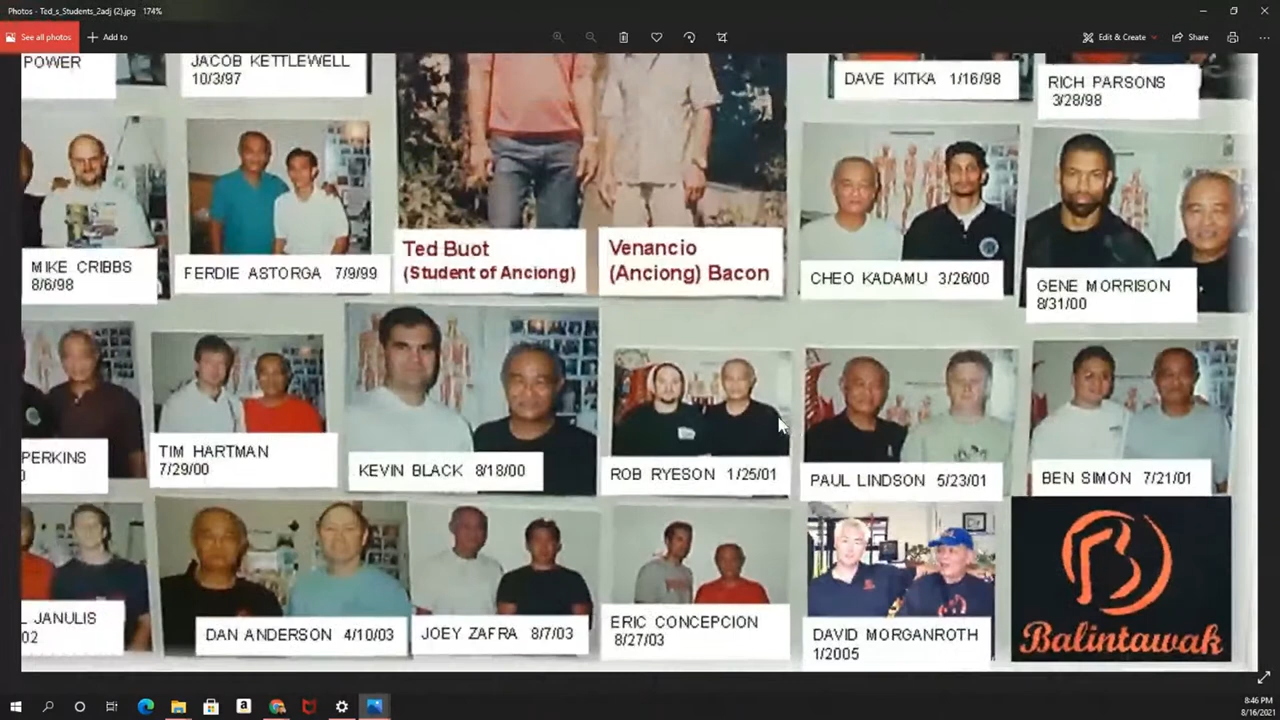 Photos - Ted_s_Students_2adj (2).jpg 174%
See all photos
Add to
Edit & Create
Share
POWER
JACOB KETTLEWELL
10/3/97
DAVE KITKA 1/16/98
RICH PARSONS
3/28/98
MIKE CRIBBS
8/6/98
FERDIE ASTORGA 7/9/99
Ted Buot
(Student of Anciong)
Venancio
(Anciong) Bacon
CHEO KADAMU 3/26/00
GENE MORRISON
8/31/00
PERKINS
TIM HARTMAN
7/29/00
KEVIN BLACK 8/18/00
ROB RYESON 1/25/01
PAUL LINDSON 5/23/01
BEN SIMON 7/21/01
JANULIS
02
DAN ANDERSON 4/10/03
JOEY ZAFRA 8/7/03
ERIC CONCEPCION
8/27/03
DAVID MORGANROTH
1/2005
Balintawak
8:46 PM
8/16/2021